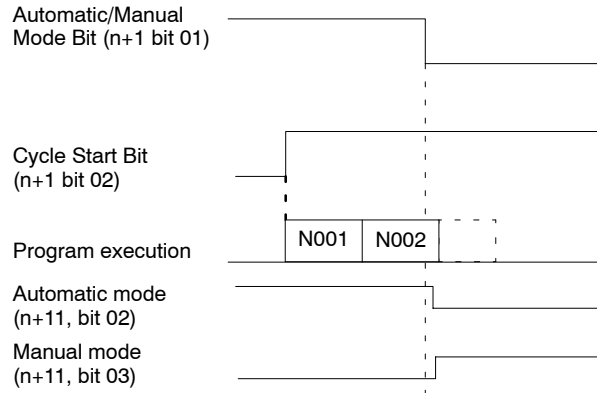 Automatic/Manual
Mode Bit (n+1 bit 01)
Cycle Start Bit
(n+1 bit 02)
N001 N002
Program execution
Automatic mode
(n+11, bit 02)
Manual mode
(n+11, bit 03)